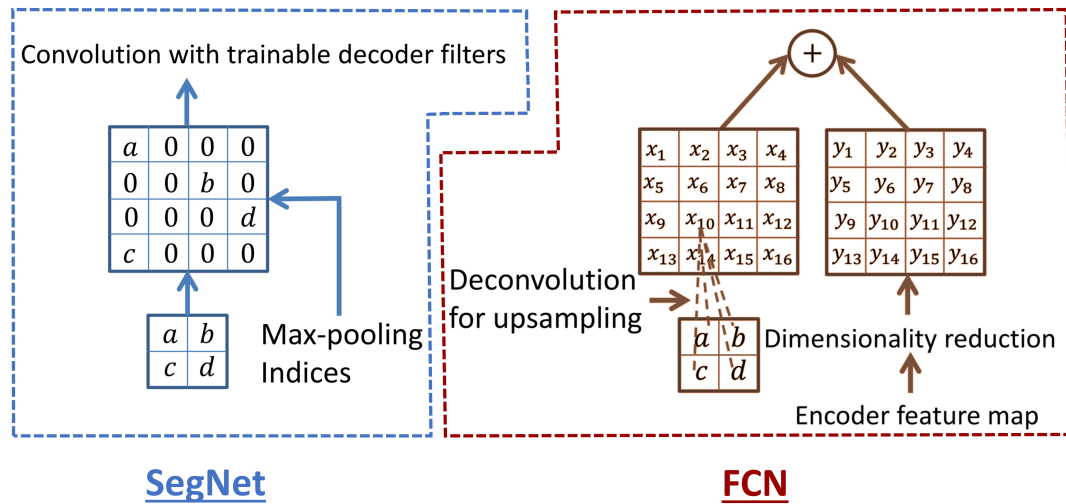 Convolution with trainable decoder filters
a 0 0 0
0 0 b 0
0 0 0 d
c 0 0 0
a b
c d
Max-pooling
Indices
SegNet
+
x₁ x₂ x₃ x₄
x₅ x₆ x₇ x₈
x₉ x₁₀ x₁₁ x₁₂
x₁₃ x₁₄ x₁₅ x₁₆
y₁ y₂ y₃ y₄
y₅ y₆ y₇ y₈
y₉ y₁₀ y₁₁ y₁₂
y₁₃ y₁₄ y₁₅ y₁₆
Deconvolution
for upsampling
a b
c d
Dimensionality reduction
Encoder feature map
FCN